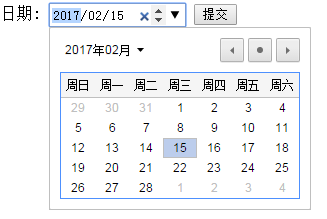 日期: 2017/02/15 提交
2017年02月
周日 周一 周二 周三 周四 周五 周六
29 30 31 1 2 3 4
5 6 7 8 9 10 11
12 13 14 15 16 17 18
19 20 21 22 23 24 25
26 27 28 1 2 3 4